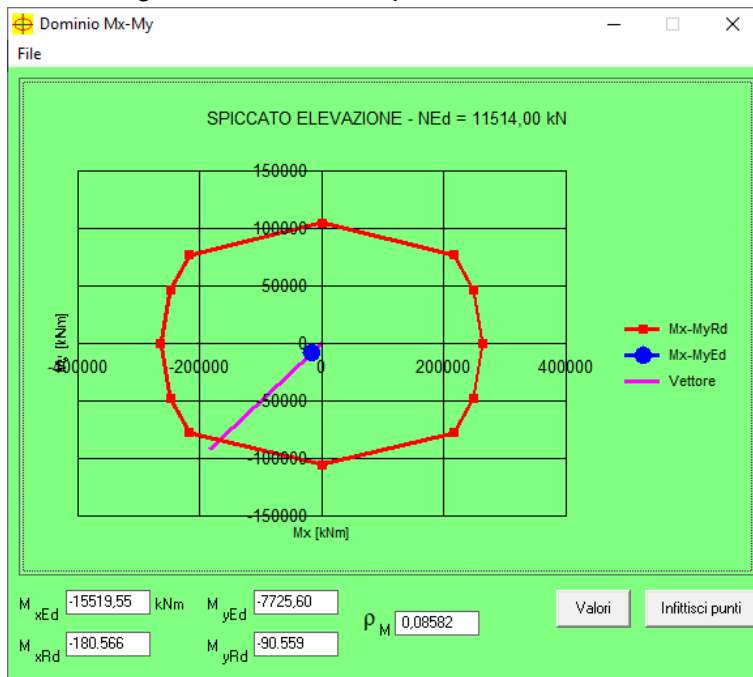 Dominio Mx-My
File
SPICCATO ELEVAZIONE - NEd = 11514,00 kN
150000
100000
50000
0
-400000 -200000 0 200000 400000
-50000
-100000
-150000
[kNm]
Mx [kNm]
Mx-MyRd
Mx-MyEd
Vettore
M xEd -15519,55 kNm M yEd -7725,60 ρ M 0,08582 Valori Infittisci punti
M xRd -180.566 M yRd -90.559